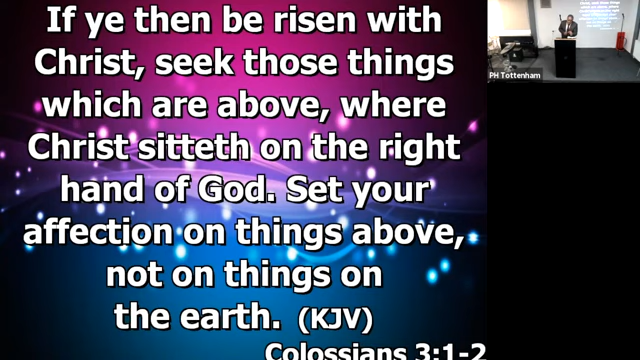 If ye then be risen with
Christ, seek those things
which are above, where
Christ sitteth on the right
hand of God. Set your
affection on things above,
not on things on
the earth. (KJV)
Colossians 3:1-2
PH Tottenham